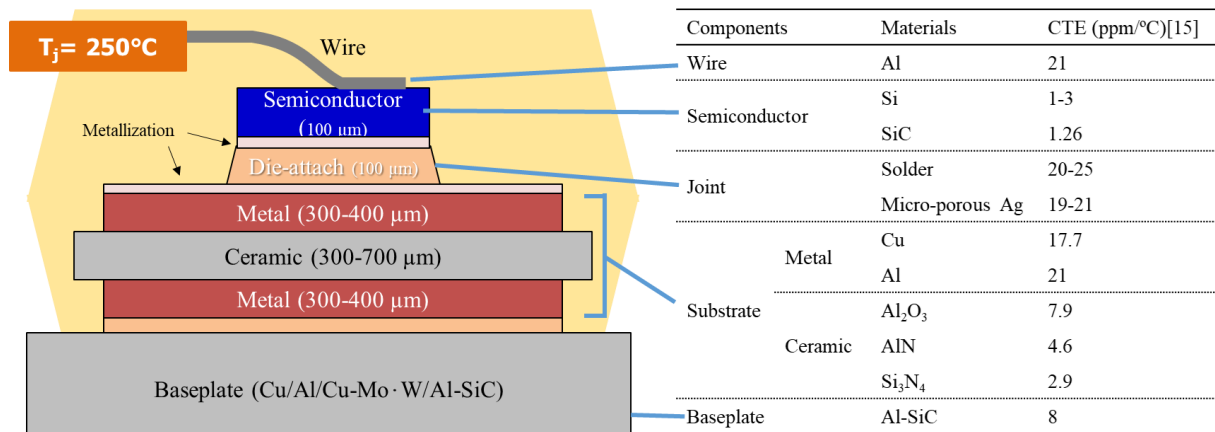 T_j= 250°C
Wire
Semiconductor
(100 μm)
Metallization
Die-attach (100 μm)
Metal (300-400 μm)
Ceramic (300-700 μm)
Metal (300-400 μm)
Baseplate (Cu/Al/Cu-Mo·W/Al-SiC)
Components Materials CTE (ppm/°C)[15]
Wire Al 21
Semiconductor
Si 1-3
SiC 1.26
Joint
Solder 20-25
Micro-porous Ag 19-21
Substrate
Metal
Cu 17.7
Al 21
Ceramic
Al₂O₃ 7.9
AlN 4.6
Si₃N₄ 2.9
Baseplate Al-SiC 8